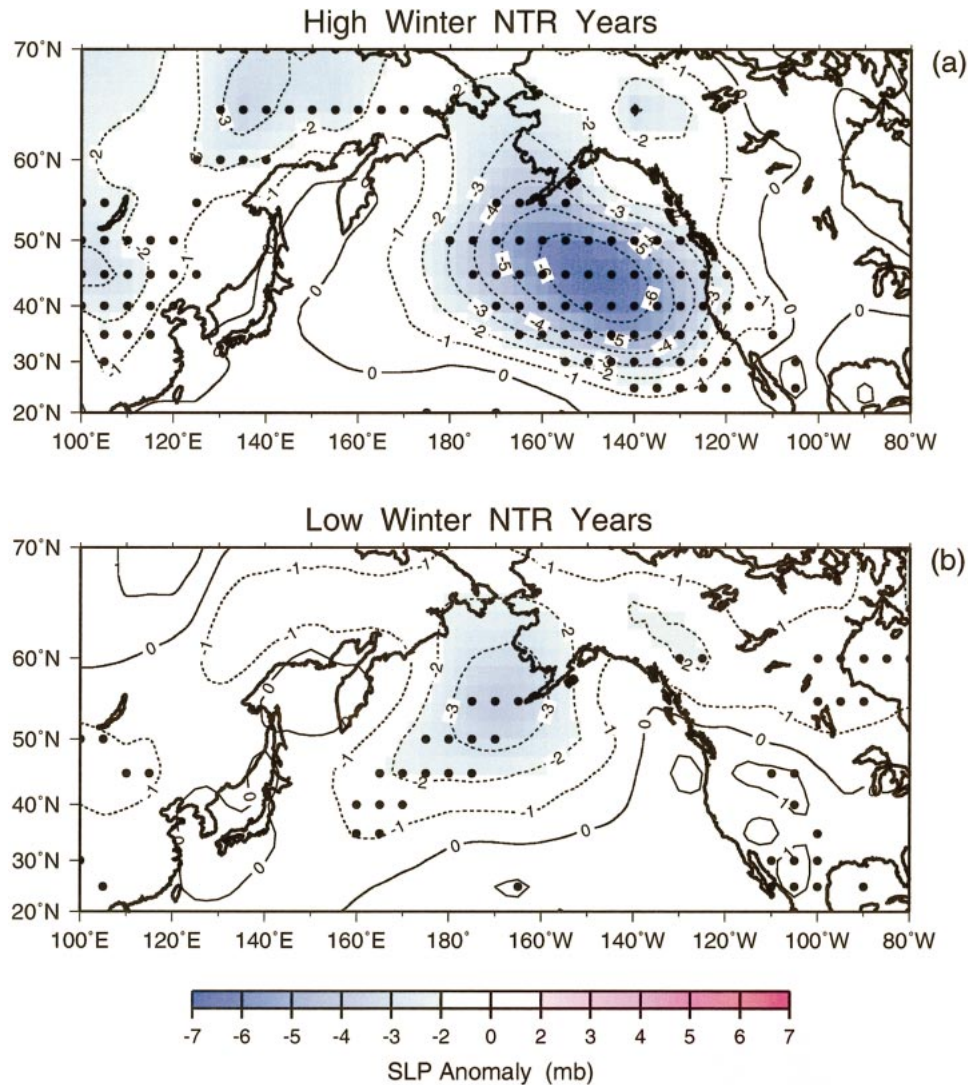 High Winter NTR Years
(a)
70˚N
60˚N
50˚N
40˚N
30˚N
20˚N
100˚E 120˚E 140˚E 160˚E 180˚ 160˚W 140˚W 120˚W 100˚W 80˚W
Low Winter NTR Years
(b)
70˚N
60˚N
50˚N
40˚N
30˚N
20˚N
100˚E 120˚E 140˚E 160˚E 180˚ 160˚W 140˚W 120˚W 100˚W 80˚W
-7 -6 -5 -4 -3 -2 0 2 3 4 5 6 7
SLP Anomaly (mb)